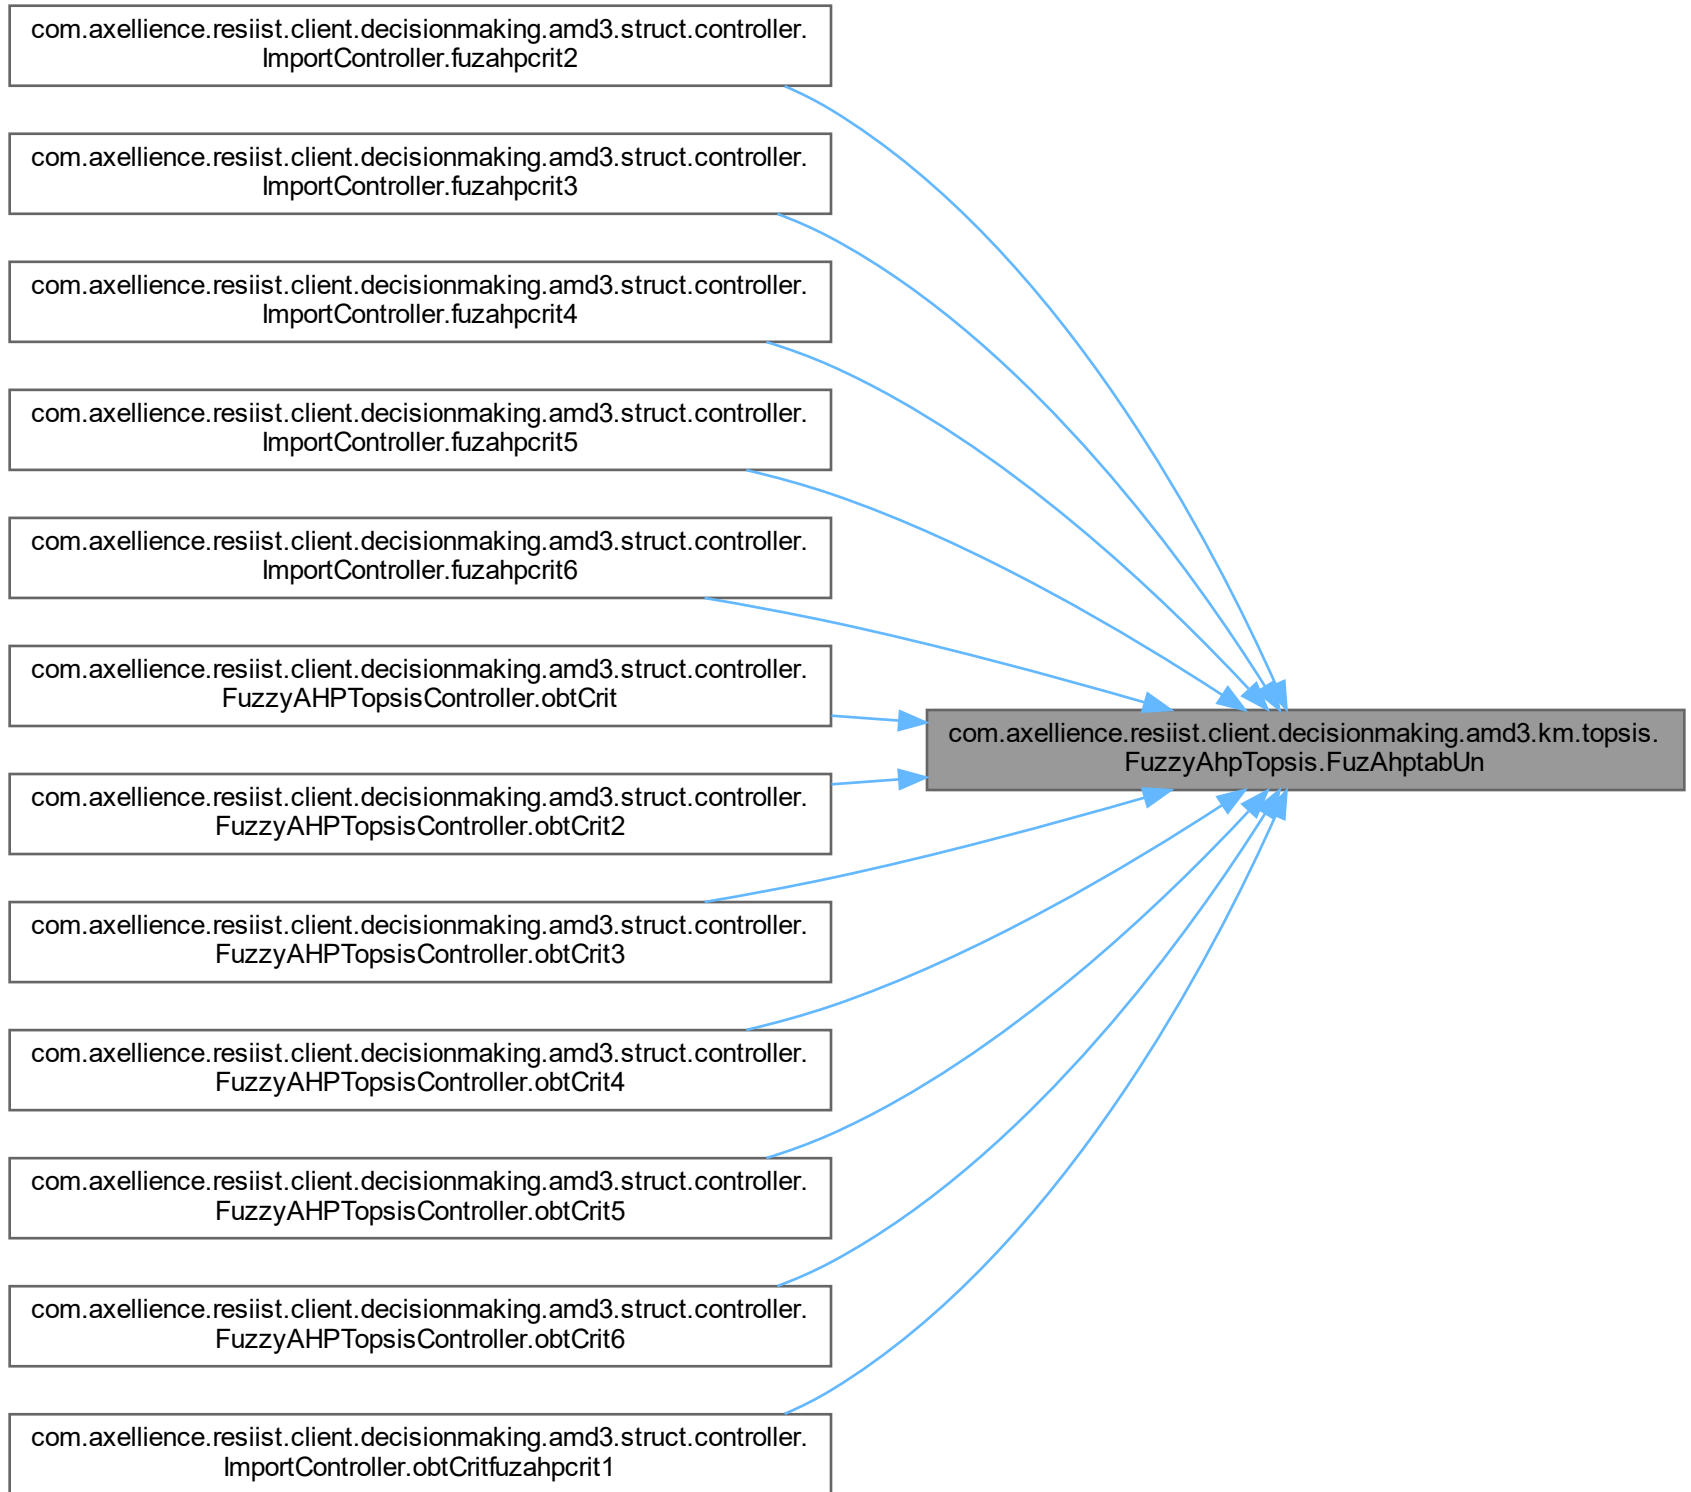 com.axellience.resiist.client.decisionmaking.amd3.struct.controller.
ImportController.fuzahpcrit2
com.axellience.resiist.client.decisionmaking.amd3.struct.controller.
ImportController.fuzahpcrit3
com.axellience.resiist.client.decisionmaking.amd3.struct.controller.
ImportController.fuzahpcrit4
com.axellience.resiist.client.decisionmaking.amd3.struct.controller.
ImportController.fuzahpcrit5
com.axellience.resiist.client.decisionmaking.amd3.struct.controller.
ImportController.fuzahpcrit6
com.axellience.resiist.client.decisionmaking.amd3.struct.controller.
FuzzyAHPTopsisController.obtCrit
com.axellience.resiist.client.decisionmaking.amd3.km.topsis.
FuzzyAhpTopsis.FuzAhptabUn
com.axellience.resiist.client.decisionmaking.amd3.struct.controller.
FuzzyAHPTopsisController.obtCrit2
com.axellience.resiist.client.decisionmaking.amd3.struct.controller.
FuzzyAHPTopsisController.obtCrit3
com.axellience.resiist.client.decisionmaking.amd3.struct.controller.
FuzzyAHPTopsisController.obtCrit4
com.axellience.resiist.client.decisionmaking.amd3.struct.controller.
FuzzyAHPTopsisController.obtCrit5
com.axellience.resiist.client.decisionmaking.amd3.struct.controller.
FuzzyAHPTopsisController.obtCrit6
com.axellience.resiist.client.decisionmaking.amd3.struct.controller.
ImportController.obtCritfuzahpcrit1